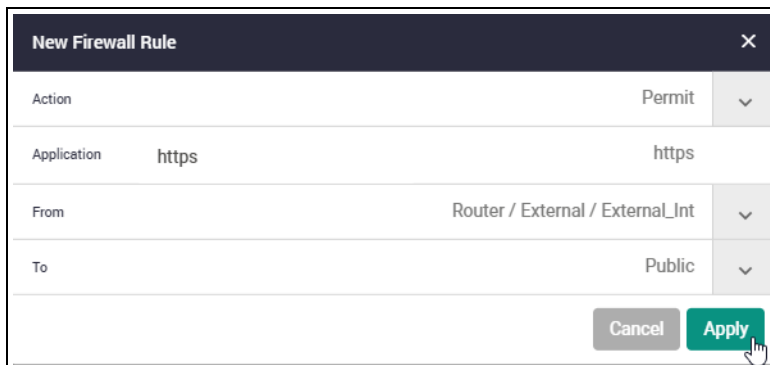 New Firewall Rule
Action Permit
Application https https
From Router / External / External_Int
To Public
Cancel Apply